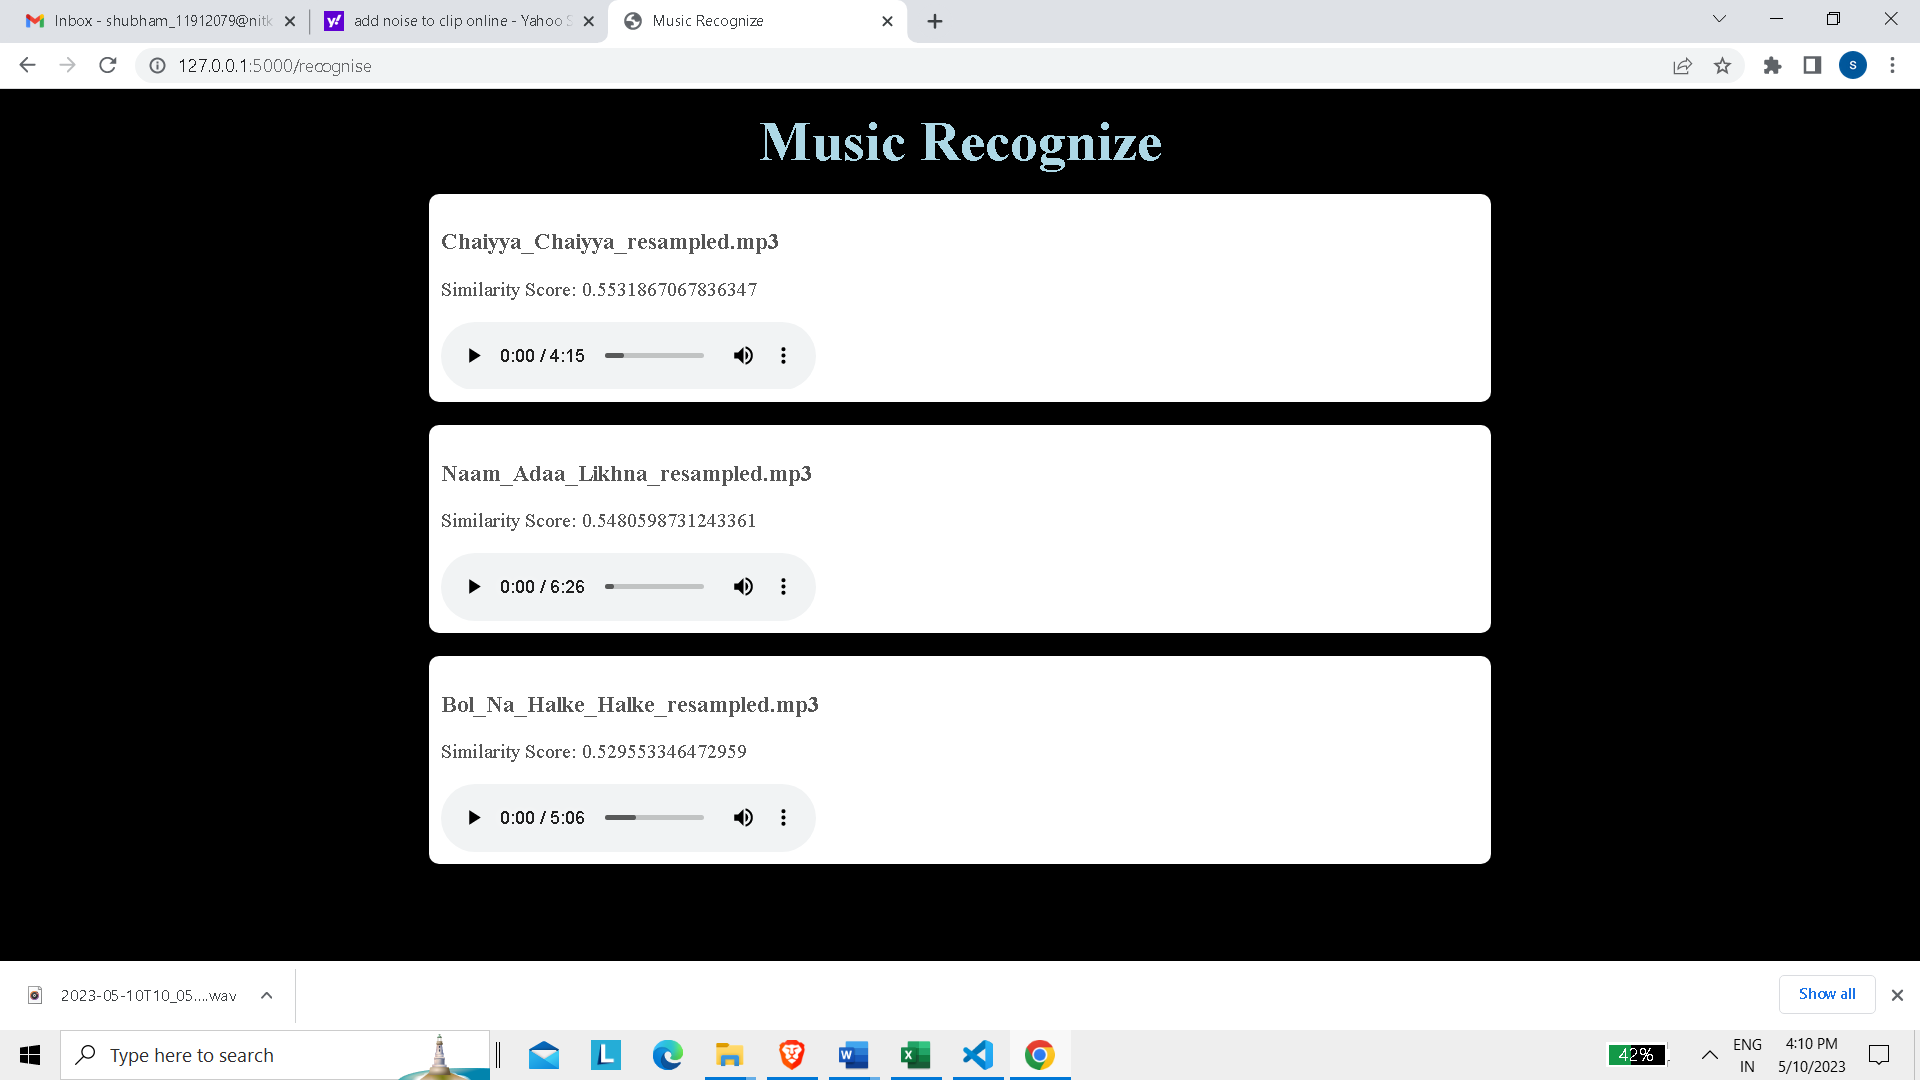 Inbox - shubham_11912079@nitk
add noise to clip online - Yahoo S
Music Recognize
127.0.0.1:5000/recognise
S
Music Recognize
Chaiyya_Chaiyya_resampled.mp3
Similarity Score: 0.5531867067836347
0:00 / 4:15
Naam_Adaa_Likhna_resampled.mp3
Similarity Score: 0.5480598731243361
0:00 / 6:26
Bol_Na_Halke_Halke_resampled.mp3
Similarity Score: 0.529553346472959
0:00 / 5:06
2023-05-10T10_05....wav
Show all
Type here to search
42%
ENG
IN
4:10 PM
5/10/2023